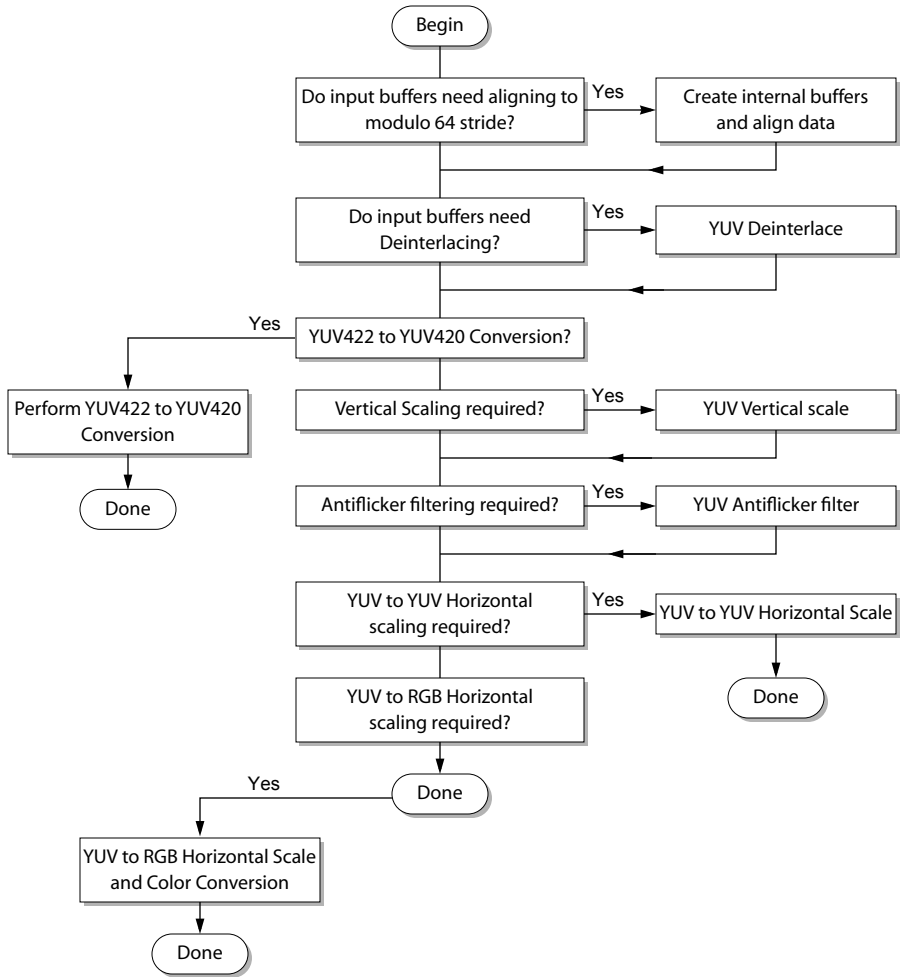 Begin
Do input buffers need aligning to
modulo 64 stride?
Yes
Create internal buffers
and align data
Do input buffers need
Deinterlacing?
Yes
YUV Deinterlace
Yes
YUV422 to YUV420 Conversion?
Perform YUV422 to YUV420
Conversion
Done
Vertical Scaling required?
Yes
YUV Vertical scale
Antiflicker filtering required?
Yes
YUV Antiflicker filter
YUV to YUV Horizontal
scaling required?
Yes
YUV to YUV Horizontal Scale
Done
YUV to RGB Horizontal
scaling required?
Done
Yes
YUV to RGB Horizontal Scale
and Color Conversion
Done